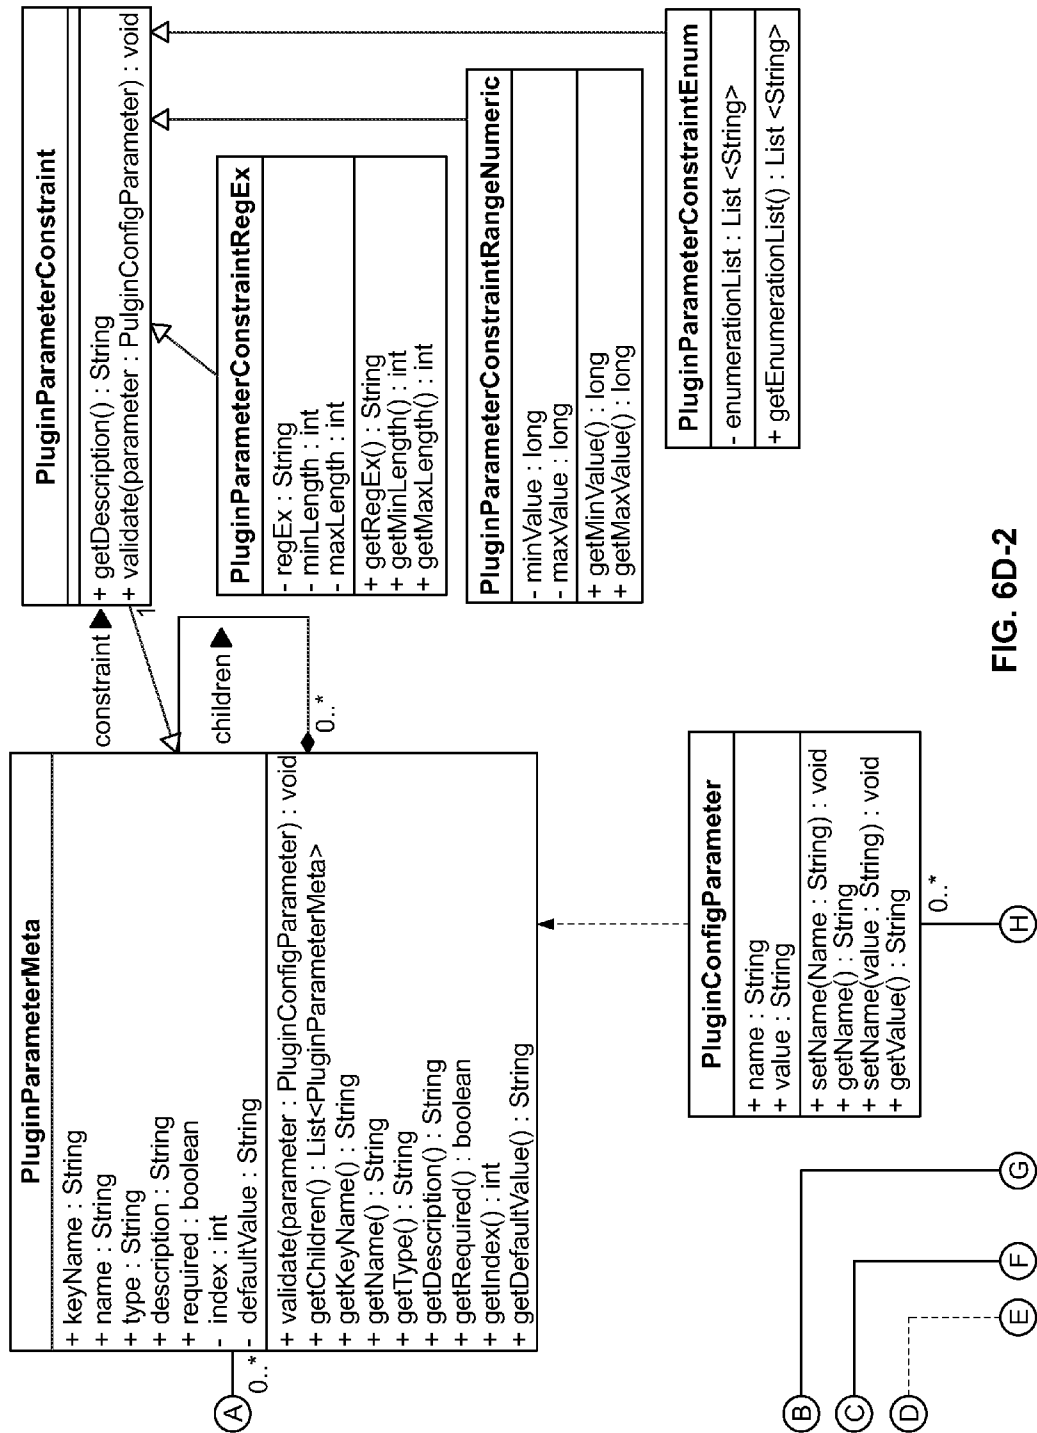 PluginParameterMeta
+ keyName : String
+ name : String
+ type : String
+ description : String
+ required : boolean
- index : int
- defaultValue : String
+ validate(parameter : PluginConfigParameter) : void
+ getChildren() : List<PluginParameterMeta>
+ getKeyName() : String
+ getName() : String
+ getType() : String
+ getDescription() : String
+ getRequired() : boolean
+ getIndex() : int
+ getDefaultValue() : String
A
0..*
constraint
1
children
0..*
PluginParameterConstraint
+ getDescription() : String
+ validate(parameter : PulginConfigParameter) : void
PluginParameterConstraintRegEx
- regEx : String
- minLength : int
- maxLength : int
+ getRegEx() : String
+ getMinLength() : int
+ getMaxLength() : int
PluginParameterConstraintRangeNumeric
- minValue : long
- maxValue : long
+ getMinValue() : long
+ getMaxValue() : long
PluginParameterConstraintEnum
- enumerationList : List <String>
+ getEnumerationList() : List <String>
PluginConfigParameter
+ name : String
+ value : String
+ setName(Name : String) : void
+ getName() : String
+ setName(value : String) : void
+ getValue() : String
0..*
B
C
D
E
F
G
H
FIG. 6D-2